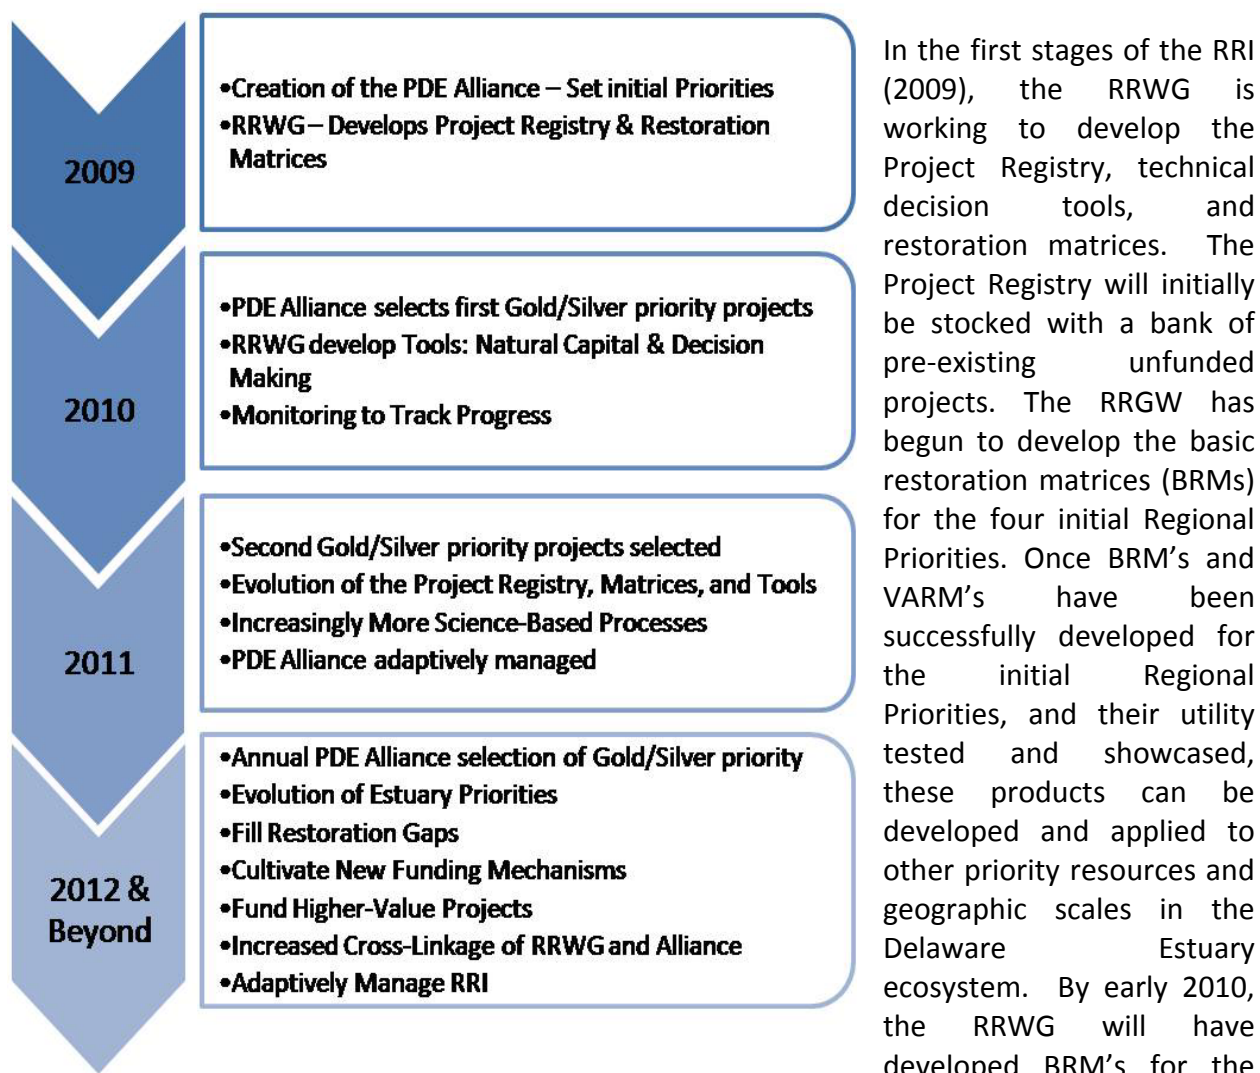 2009
•Creation of the PDE Alliance – Set initial Priorities
•RRWG – Develops Project Registry & Restoration
Matrices
2010
•PDE Alliance selects first Gold/Silver priority projects
•RRWG develop Tools: Natural Capital & Decision
Making
•Monitoring to Track Progress
2011
•Second Gold/Silver priority projects selected
•Evolution of the Project Registry, Matrices, and Tools
•Increasingly More Science-Based Processes
•PDE Alliance adaptively managed
2012 &
Beyond
•Annual PDE Alliance selection of Gold/Silver priority
•Evolution of Estuary Priorities
•Fill Restoration Gaps
•Cultivate New Funding Mechanisms
•Fund Higher-Value Projects
•Increased Cross-Linkage of RRWG and Alliance
•Adaptively Manage RRI
In the first stages of the RRI
(2009), the RRWG is
working to develop the
Project Registry, technical
decision tools, and
restoration matrices. The
Project Registry will initially
be stocked with a bank of
pre-existing unfunded
projects. The RRGW has
begun to develop the basic
restoration matrices (BRMs)
for the four initial Regional
Priorities. Once BRM’s and
VARM’s have been
successfully developed for
the initial Regional
Priorities, and their utility
tested and showcased,
these products can be
developed and applied to
other priority resources and
geographic scales in the
Delaware Estuary
ecosystem. By early 2010,
the RRWG will have
developed BRM’s for the